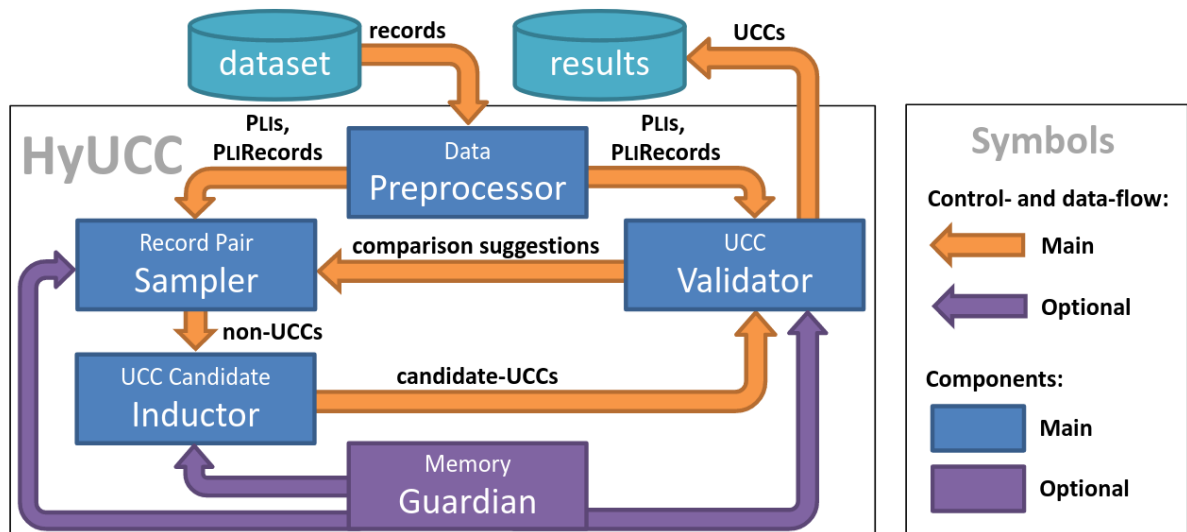 records
UCCs
dataset
results
HyUCC
PLIs,
PLIRecords
Data
Preprocessor
PLIs,
PLIRecords
Record Pair
Sampler
comparison suggestions
UCC
Validator
non-UCCs
UCC Candidate
Inductor
candidate-UCCs
Memory
Guardian
Symbols
Control- and data-flow:
Main
Optional
Components:
Main
Optional